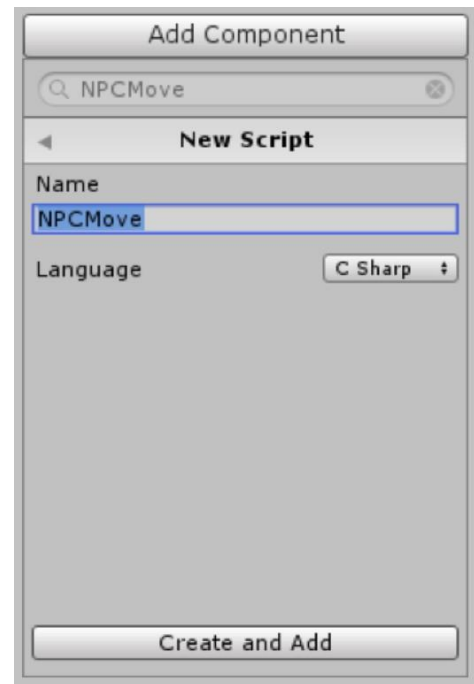 Add Component
NPCMove
New Script
Name
NPCMove
Language C Sharp
Create and Add